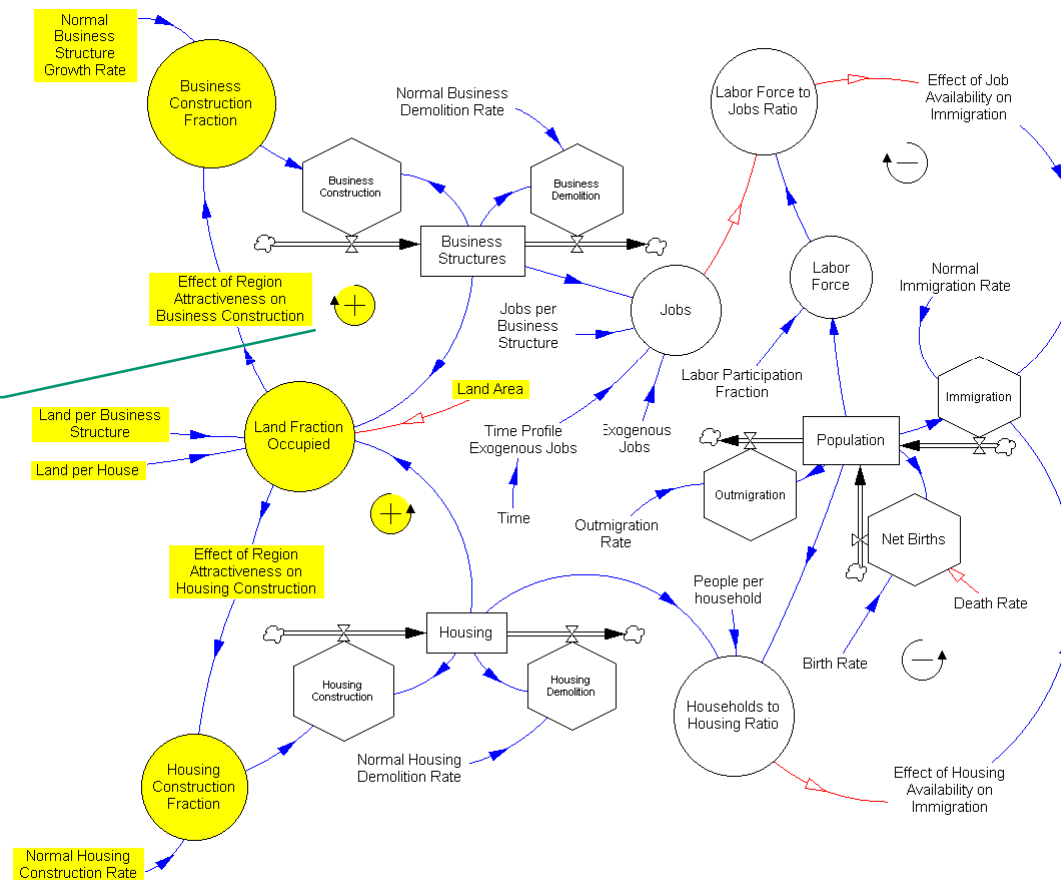 Normal
Business
Structure
Growth Rate
Business
Construction
Fraction
Normal Business
Demolition Rate
Labor Force to
Jobs Ratio
Effect of Job
Availability on
Immigration
Business
Construction
Business
Demolition
Business
Structures
Effect of Region
Attractiveness on
Business Construction
Jobs per
Business
Structure
Jobs
Labor
Force
Normal
Immigration Rate
Labor Participation
Fraction
Immigration
Land Area
Land per Business
Structure
Land per House
Land Fraction
Occupied
Time Profile
Exogenous Jobs
Exogenous
Jobs
Time
Population
Outmigration
Outmigration
Rate
Net Births
Death Rate
Birth Rate
Effect of Region
Attractiveness on
Housing Construction
People per
household
Housing
Housing
Construction
Housing
Demolition
Normal Housing
Demolition Rate
Households to
Housing Ratio
Effect of Housing
Availability on
Immigration
Housing
Construction
Fraction
Normal Housing
Construction Rate